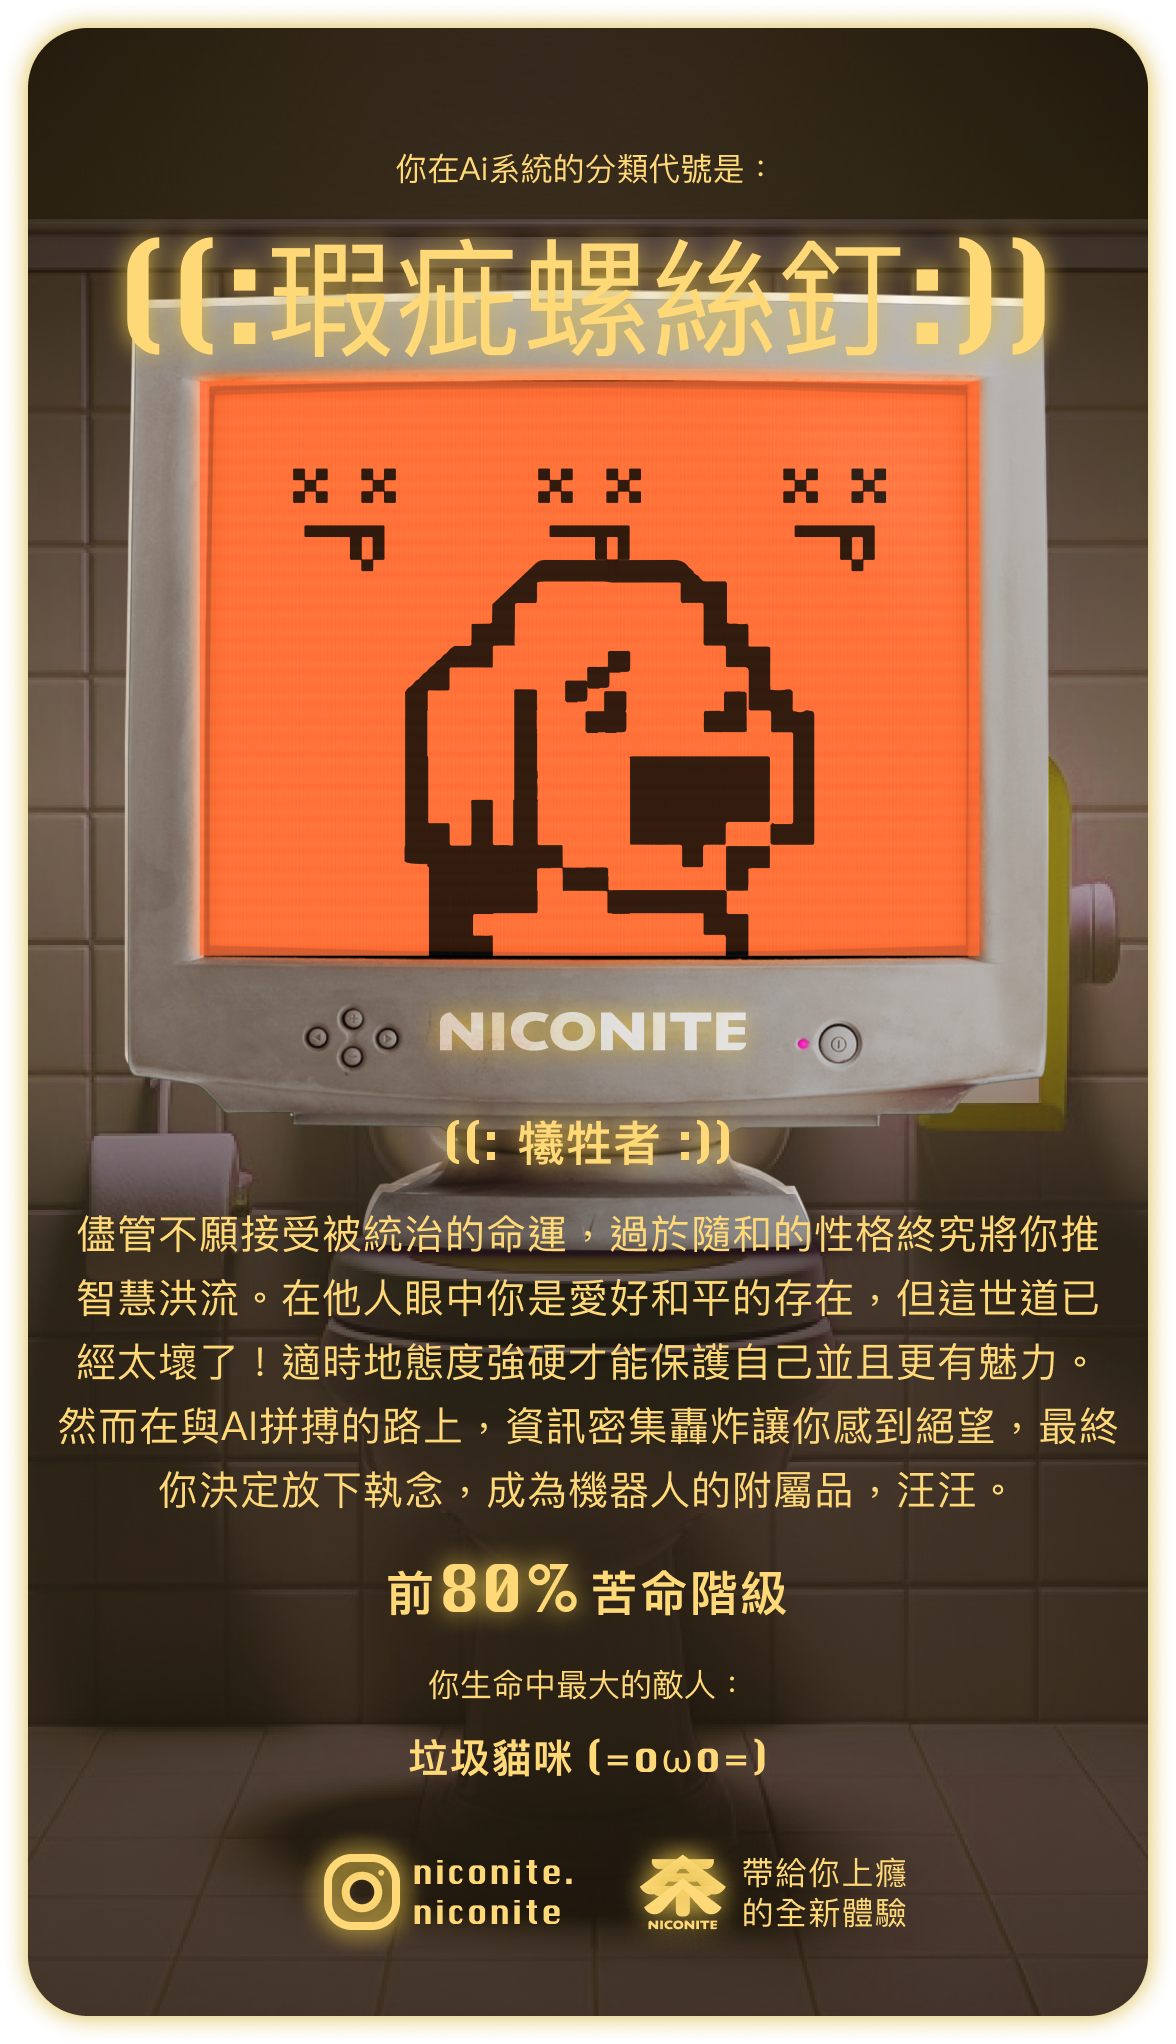 你在Ai系統的分類代號是：
((:瑕疵螺絲釘:))
NICONITE
((: 犧牲者 :))
儘管不願接受被統治的命運，過於隨和的性格終究將你推
智慧洪流。在他人眼中你是愛好和平的存在，但這世道已
經太壞了！適時地態度強硬才能保護自己並且更有魅力。
然而在與AI拼搏的路上，資訊密集轟炸讓你感到絕望，最終
你決定放下執念，成為機器人的附屬品，汪汪。
前80%苦命階級
你生命中最大的敵人：
垃圾貓咪 (=oωo=)
niconite.
niconite
NICONITE
帶給你上癮
的全新體驗